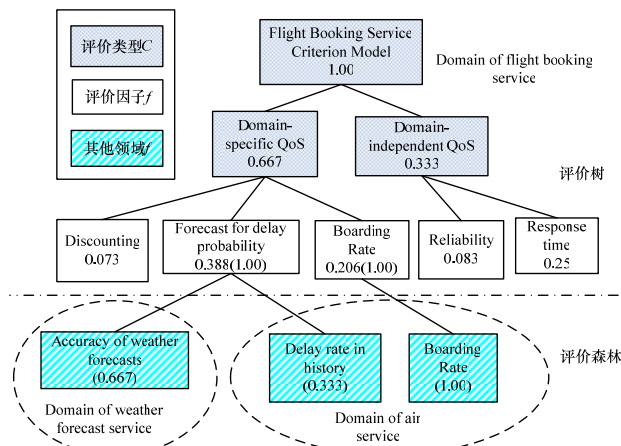 评价类型C
评价因子f
其他领域f
Flight Booking Service
Criterion Model
1.00
Domain of flight booking
service
Domain-
specific QoS
0.667
Domain-
independent QoS
0.333
评价树
Discounting
0.073
Forecast for delay
probability
0.388(1.00)
Boarding
Rate
0.206(1.00)
Reliability
0.083
Response
time
0.25
Accuracy of weather
forecasts
(0.667)
Delay rate in
history
(0.333)
Boarding
Rate
(1.00)
评价森林
Domain of weather
forecast service
Domain of air
service